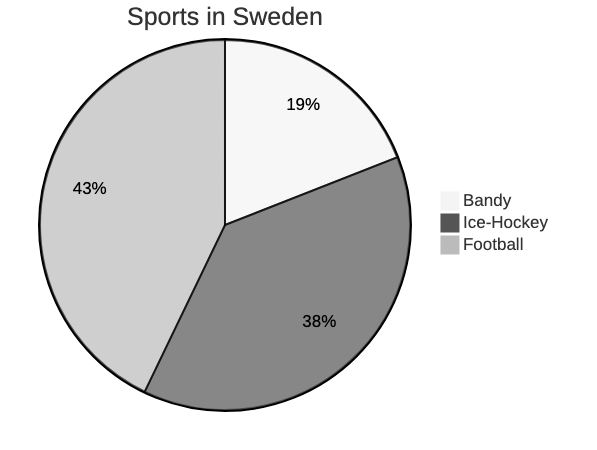 Sports in Sweden
19%
43%
38%
Bandy
Ice-Hockey
Football